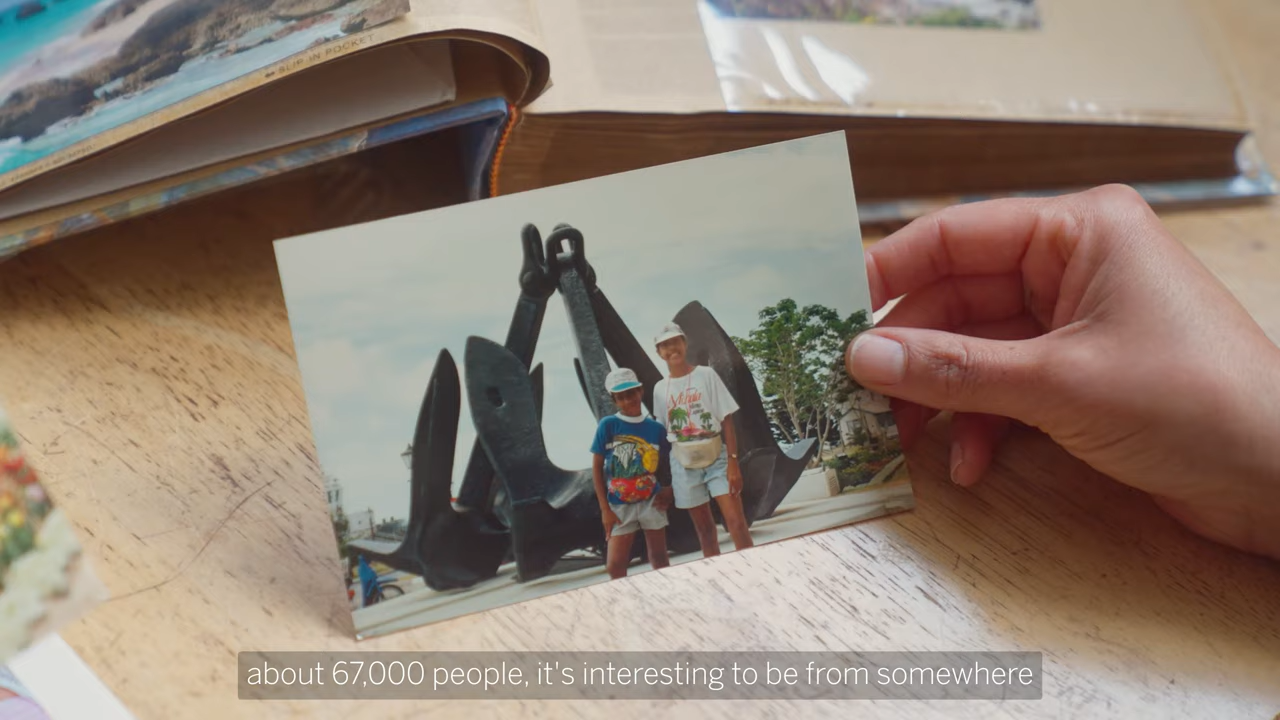 SLIP IN POCKET
about 67,000 people, it's interesting to be from somewhere